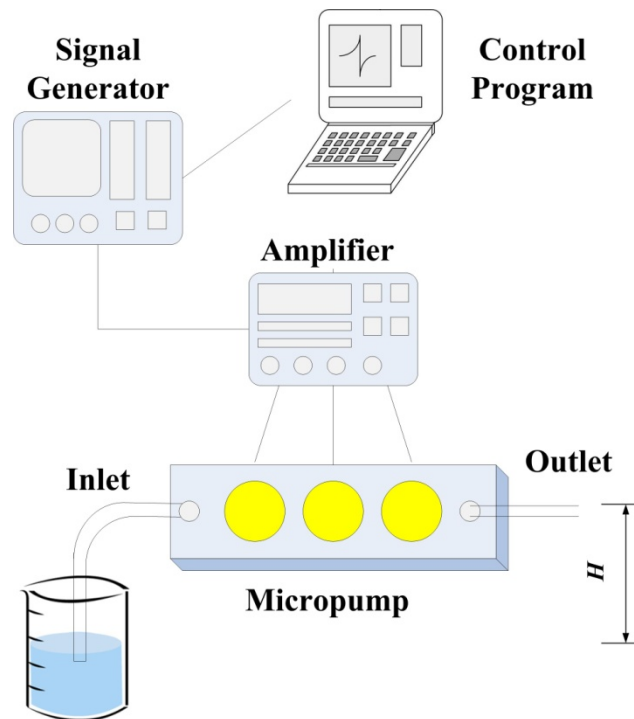 Signal
Generator
Control
Program
Amplifier
Inlet
Outlet
Micropump
H